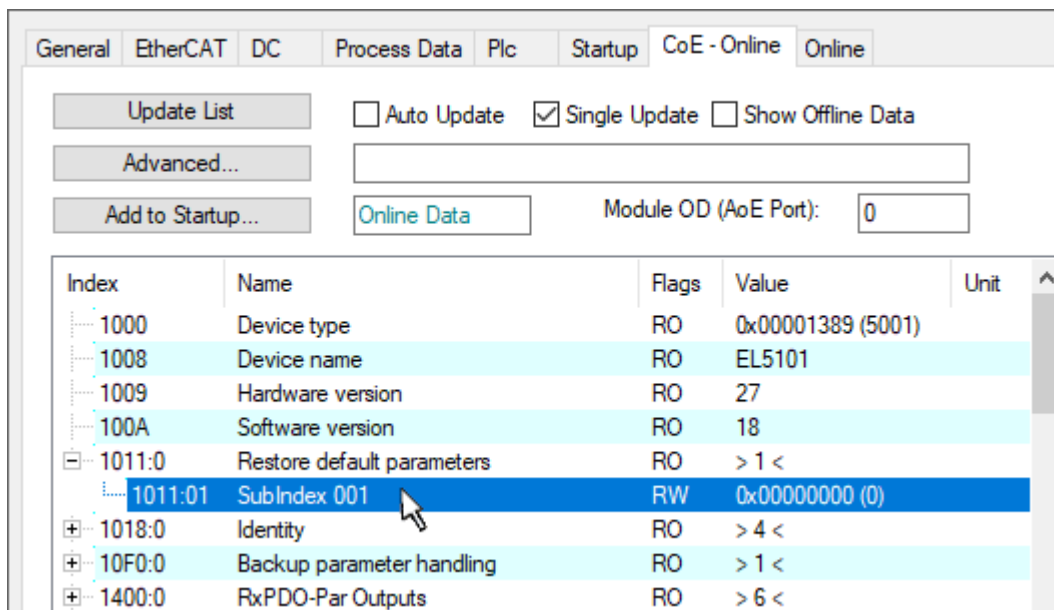 General EtherCAT DC Process Data Plc Startup CoE - Online Online
Update List Auto Update Single Update Show Offline Data
Advanced...
Add to Startup... Online Data Module OD (AoE Port): 0
Index Name Flags Value Unit
1000 Device type RO 0x00001389 (5001)
1008 Device name RO EL5101
1009 Hardware version RO 27
100A Software version RO 18
1011:0 Restore default parameters RO > 1 <
1011:01 SubIndex 001 RW 0x00000000 (0)
1018:0 Identity RO > 4 <
10F0:0 Backup parameter handling RO > 1 <
1400:0 RxPDO-Par Outputs RO > 6 <